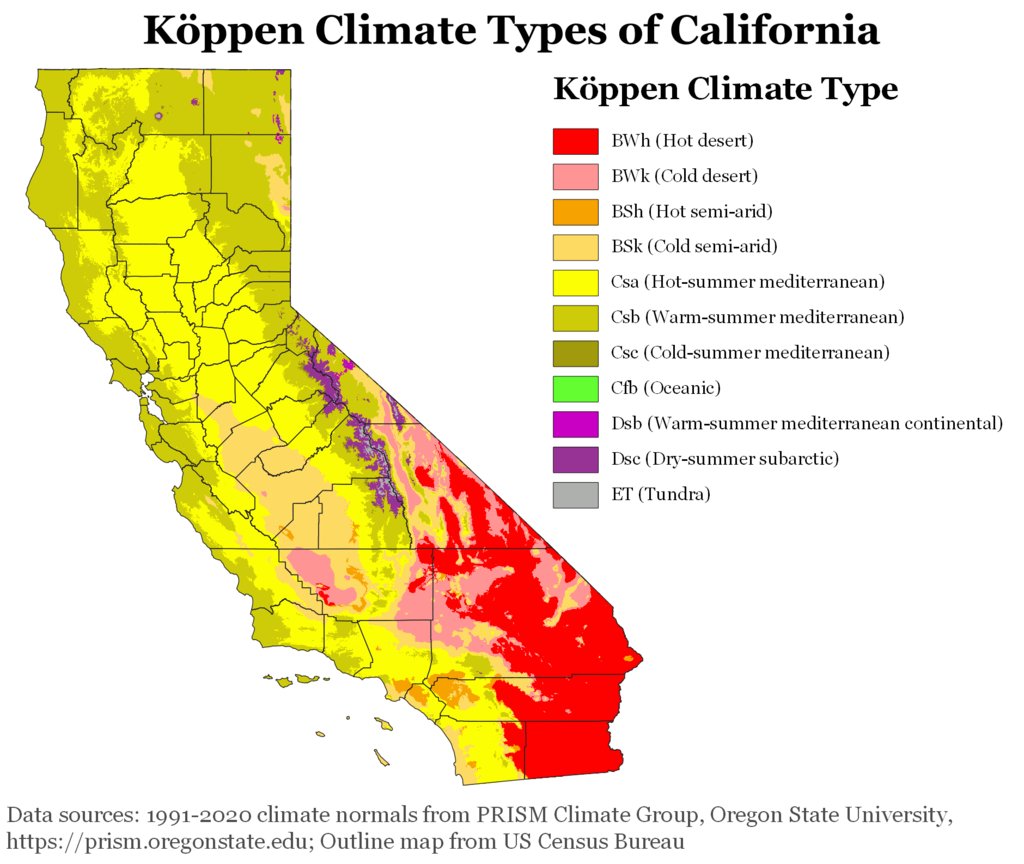 Köppen Climate Types of California
Köppen Climate Type
BWh (Hot desert)
BWk (Cold desert)
BSh (Hot semi-arid)
BSk (Cold semi-arid)
Csa (Hot-summer mediterranean)
Csb (Warm-summer mediterranean)
Csc (Cold-summer mediterranean)
Cfb (Oceanic)
Dsb (Warm-summer mediterranean continental)
Dsc (Dry-summer subarctic)
ET (Tundra)
Data sources: 1991-2020 climate normals from PRISM Climate Group, Oregon State University,
https://prism.oregonstate.edu; Outline map from US Census Bureau